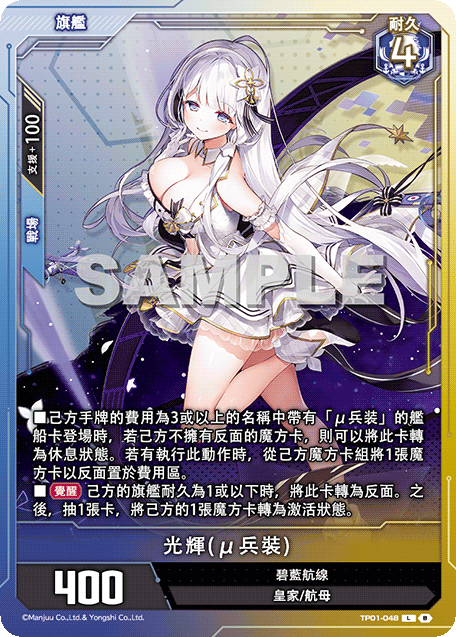 旗艦
耐久
4
支援+100
戰場
SAMPLE
■己方手牌的費用為3或以上的名稱中帶有「μ兵装」的艦
船卡登場時，若己方不擁有反面的魔方卡，則可以將此卡轉
為休息狀態。若有執行此動作時，從己方魔方卡組將1張魔
方卡以反面置於費用區。
■覺醒 己方的旗艦耐久為1或以下時，將此卡轉為反面。之
後，抽1張卡，將己方的1張魔方卡轉為激活狀態。
光輝(μ兵裝)
400
碧藍航線
皇家/航母
©Manjuu Co.,Ltd.& Yongshi Co.,Ltd.
TP01-048 L